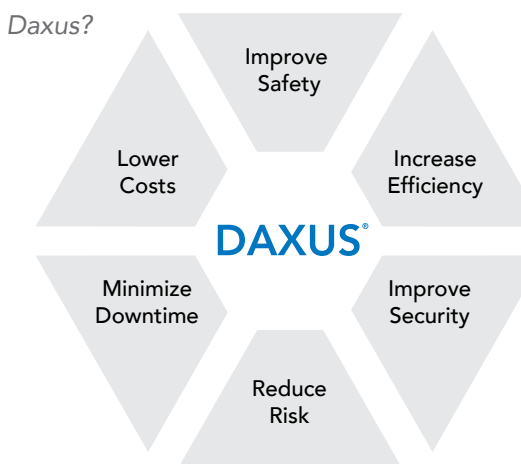 Daxus?
Improve
Safety
Lower
Costs
Increase
Efficiency
DAXUS®
Minimize
Downtime
Improve
Security
Reduce
Risk